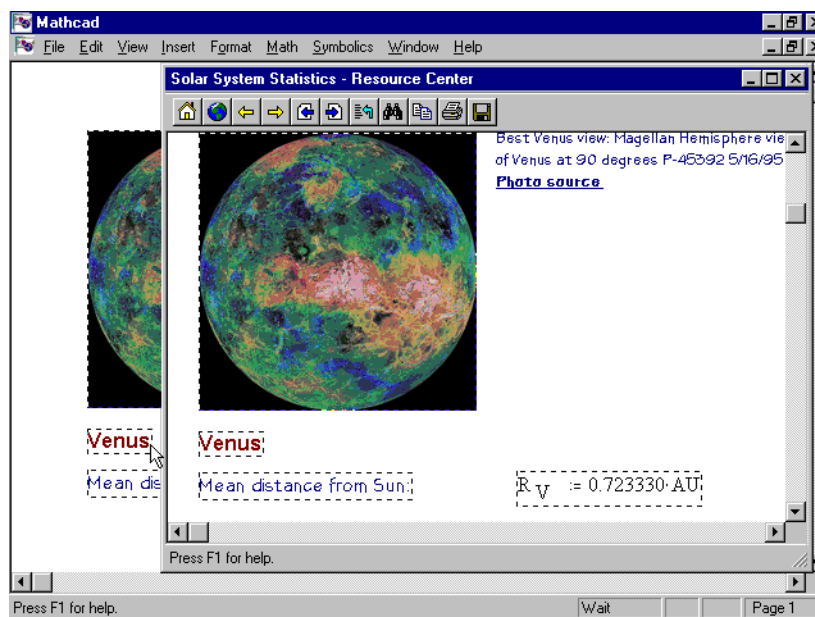 Mathcad
File Edit View Insert Format Math Symbolics Window Help
Solar System Statistics - Resource Center
Best Venus view: Magellan Hemisphere vie
of Venus at 90 degrees P-45392 5/16/95
Photo source
Venus
Mean dis
Venus
Mean distance from Sun:
R V := 0.723330·AU
Press F1 for help.
Press F1 for help.
Wait
Page 1